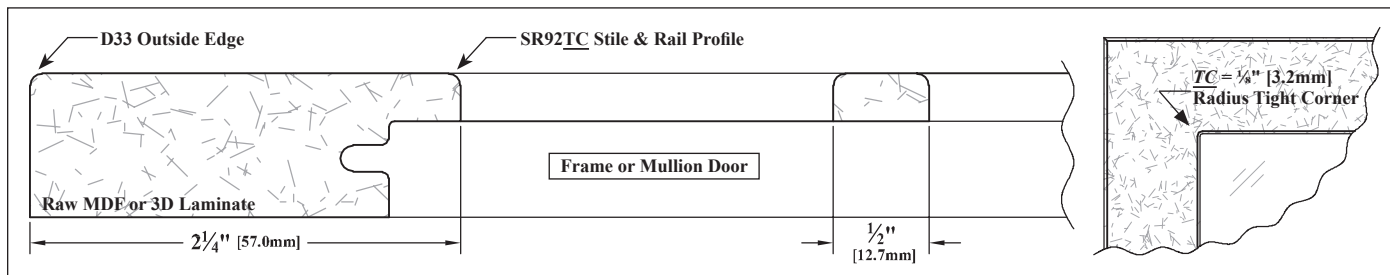 D33 Outside Edge
SR92TC Stile & Rail Profile
TC = ⅛" [3.2mm]
Radius Tight Corner
Frame or Mullion Door
Raw MDF or 3D Laminate
2¼" [57.0mm]
½"
[12.7mm]